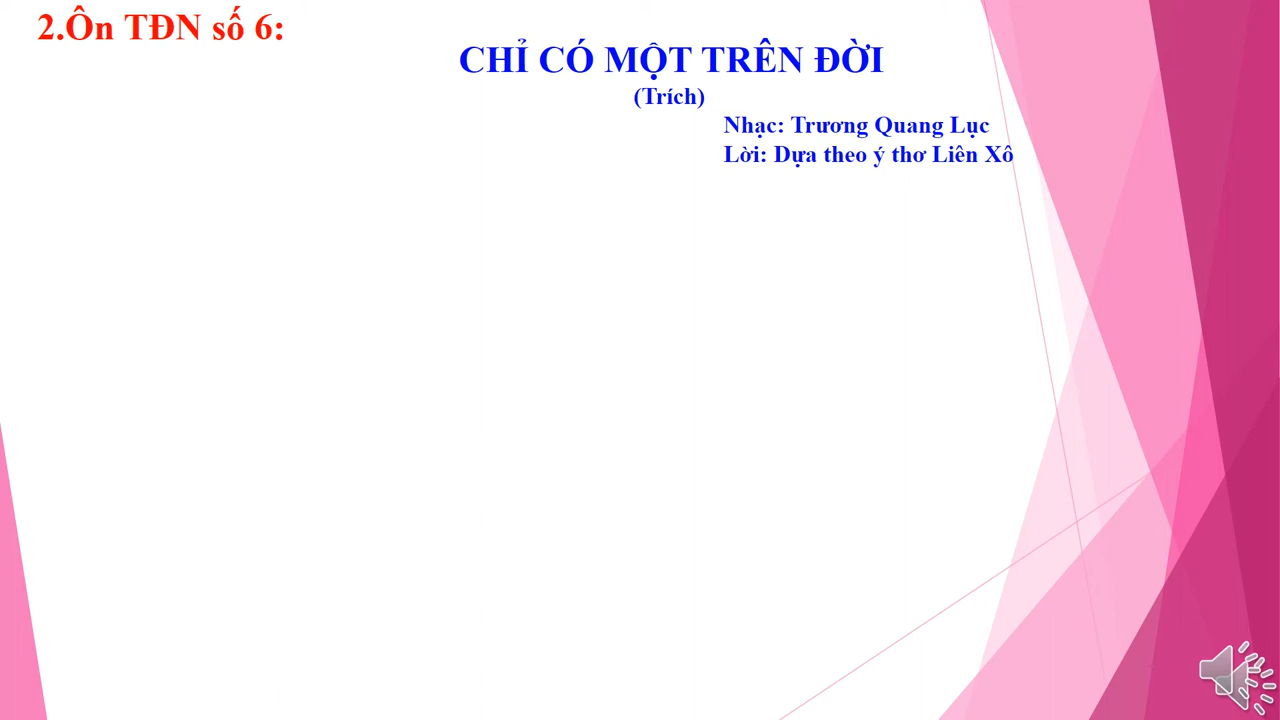 2.Ôn TĐN số 6:
CHỈ CÓ MỘT TRÊN ĐỜI
(Trích)
Nhạc: Trương Quang Lục
Lời: Dựa theo ý thơ Liên Xô